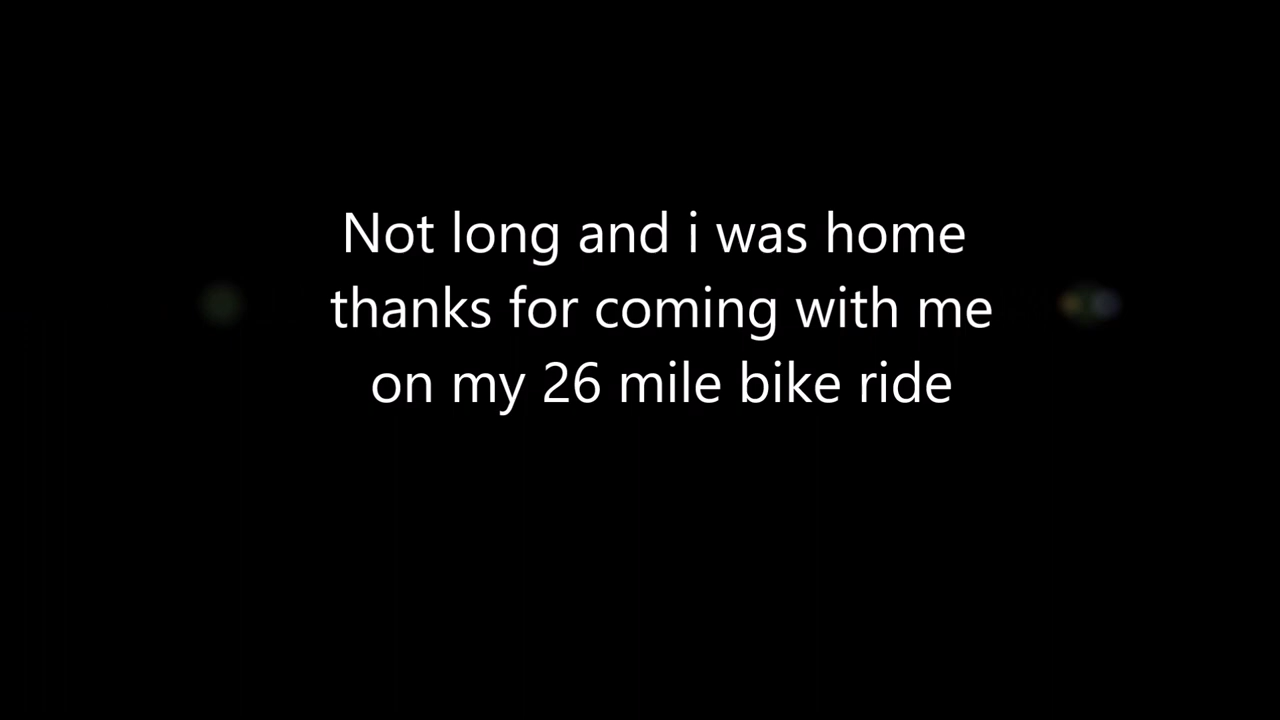 Not long and i was home
thanks for coming with me
on my 26 mile bike ride